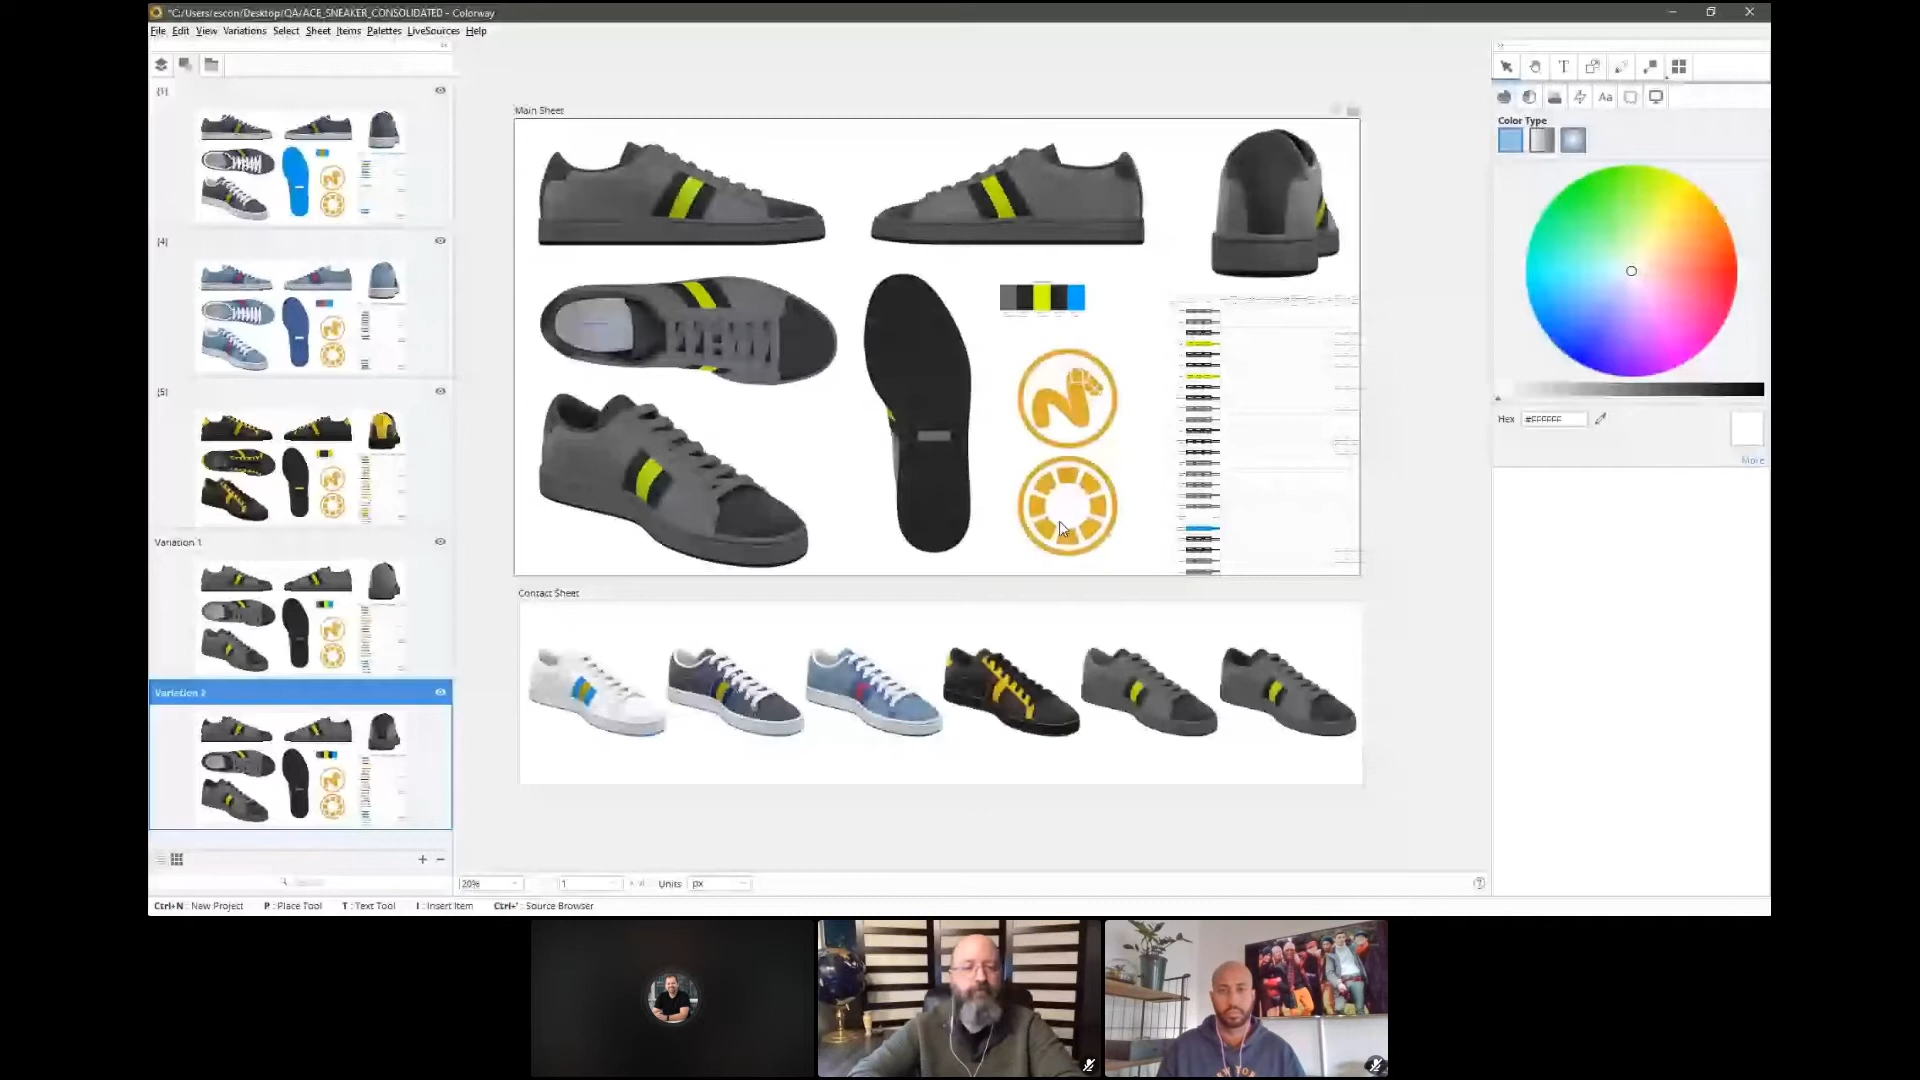 *C:/Users/escon/Desktop/QA/ACE_SNEAKER_CONSOLIDATED - Colorway
File Edit View Variations Select Sheet Items Palettes LiveSources Help
{1}
{4}
{5}
Variation 1
Variation 2
Main Sheet
Contact Sheet
Color Type
Hex #FFFFFF
More
20% 1 Units px
Ctrl+N : New Project P : Place Tool T : Text Tool I : Insert Item Ctrl+' : Source Browser